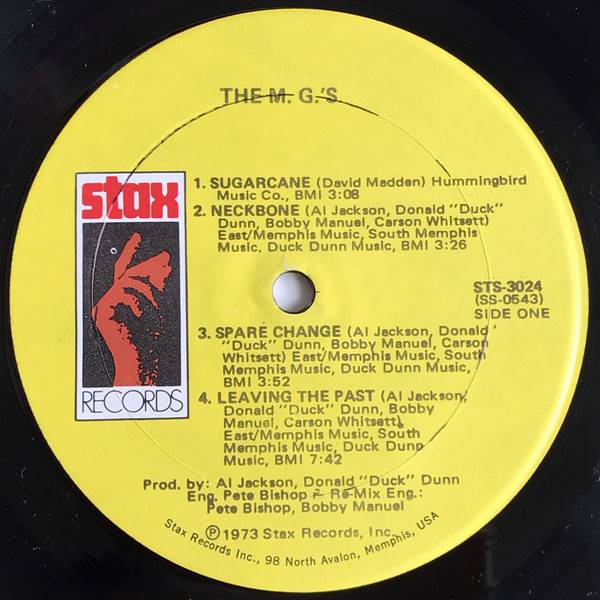 THE M. G.'S
stax
RECORDS
1. SUGARCANE (David Madden) Hummingbird
Music Co., BMI 3:08
2. NECKBONE (Al Jackson, Donald "Duck"
Dunn, Bobby Manuel, Carson Whitsett)
East/Memphis Music, South Memphis
Music, Duck Dunn Music, BMI 3:26
STS-3024
(SS-0543)
SIDE ONE
3. SPARE CHANGE (Al Jackson, Donald
"Duck" Dunn, Bobby Manuel, Carson
Whitsett) East/Memphis Music, South
Memphis Music, Duck Dunn Music,
BMI 3:52
4. LEAVING THE PAST (Al Jackson,
Donald "Duck" Dunn, Bobby
Manuel, Carson Whitsett)
East/Memphis Music, South
Memphis Music, Duck Dunn
Music, BMI 7:42
Prod. by: Al Jackson, Donald "Duck" Dunn
Eng. Pete Bishop - Re-Mix Eng.:
Pete Bishop, Bobby Manuel
Ⓟ 1973 Stax Records, Inc.
Stax Records Inc., 98 North Avalon, Memphis, USA